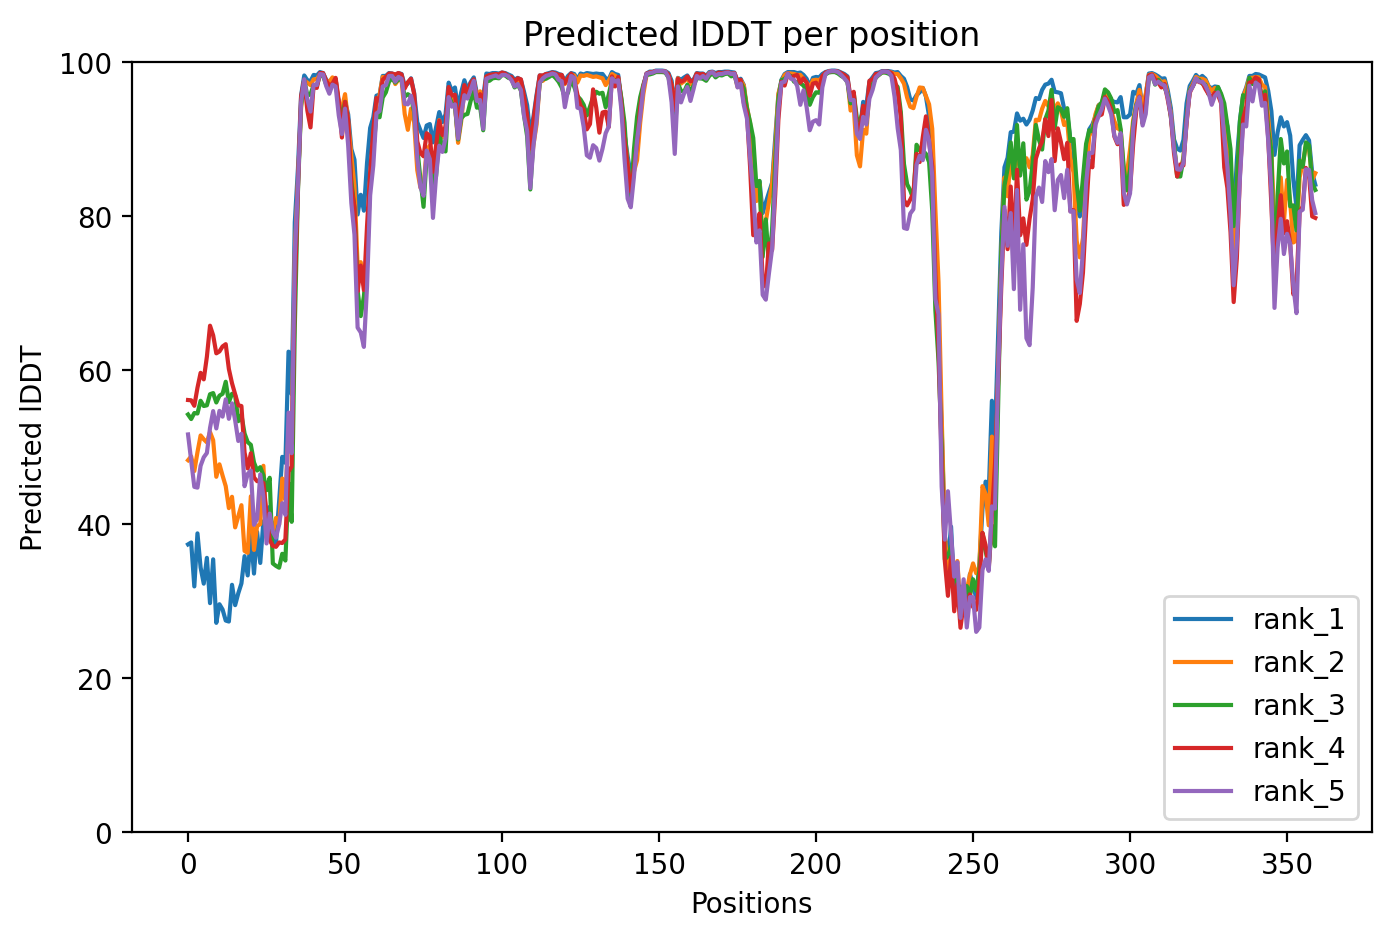 Predicted lDDT per position
Predicted lDDT
100
80
60
40
20
0
0 50 100 150 200 250 300 350
Positions
rank_1
rank_2
rank_3
rank_4
rank_5